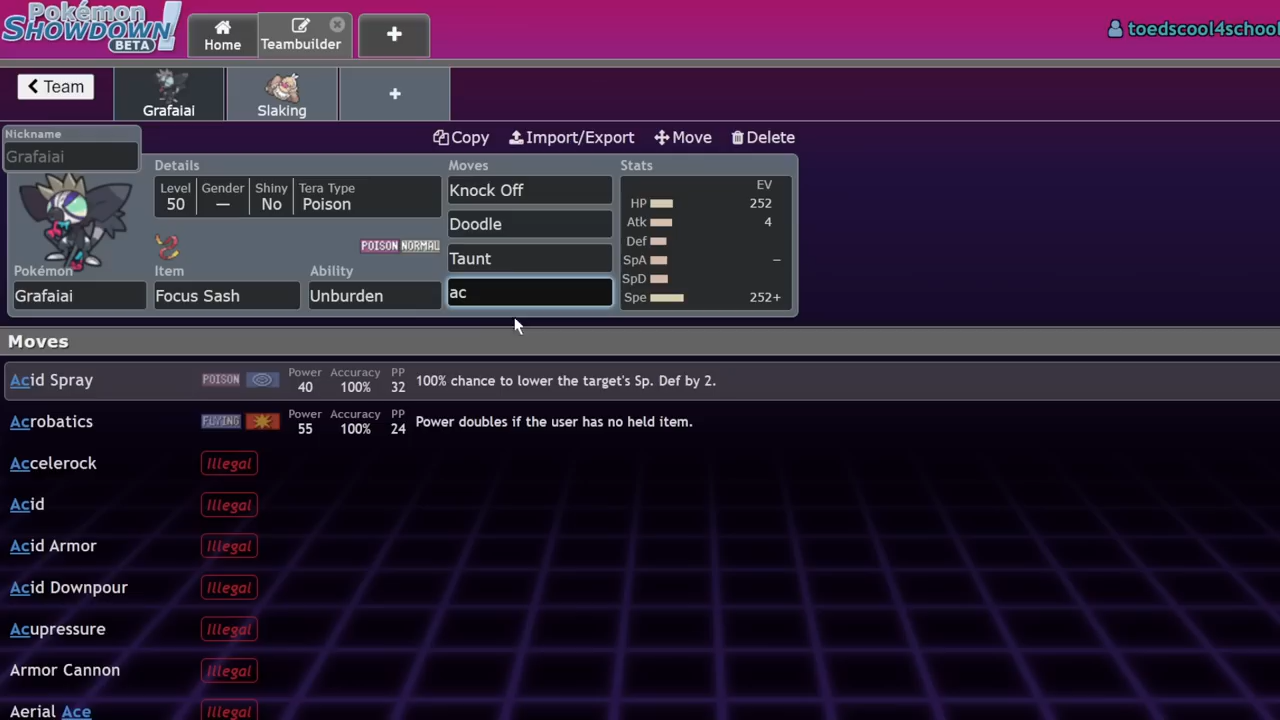 Pokémon
SHOWDOWN!
BETA
Home
Teambuilder
+
toedscool4school
< Team
Grafaiai
Slaking
+
Nickname
Grafaiai
Copy
Import/Export
Move
Delete
Details
Level
Gender
Shiny
Tera Type
50
—
No
Poison
POISON NORMAL
Pokémon
Grafaiai
Item
Focus Sash
Ability
Unburden
Moves
Knock Off
Doodle
Taunt
ac
Stats
EV
HP 252
Atk 4
Def
SpA –
SpD
Spe 252+
Moves
Acid Spray POISON Power 40 Accuracy 100% PP 32 100% chance to lower the target's Sp. Def by 2.
Acrobatics FLYING Power 55 Accuracy 100% PP 24 Power doubles if the user has no held item.
Accelerock Illegal
Acid Illegal
Acid Armor Illegal
Acid Downpour Illegal
Acupressure Illegal
Armor Cannon Illegal
Aerial Ace Illegal